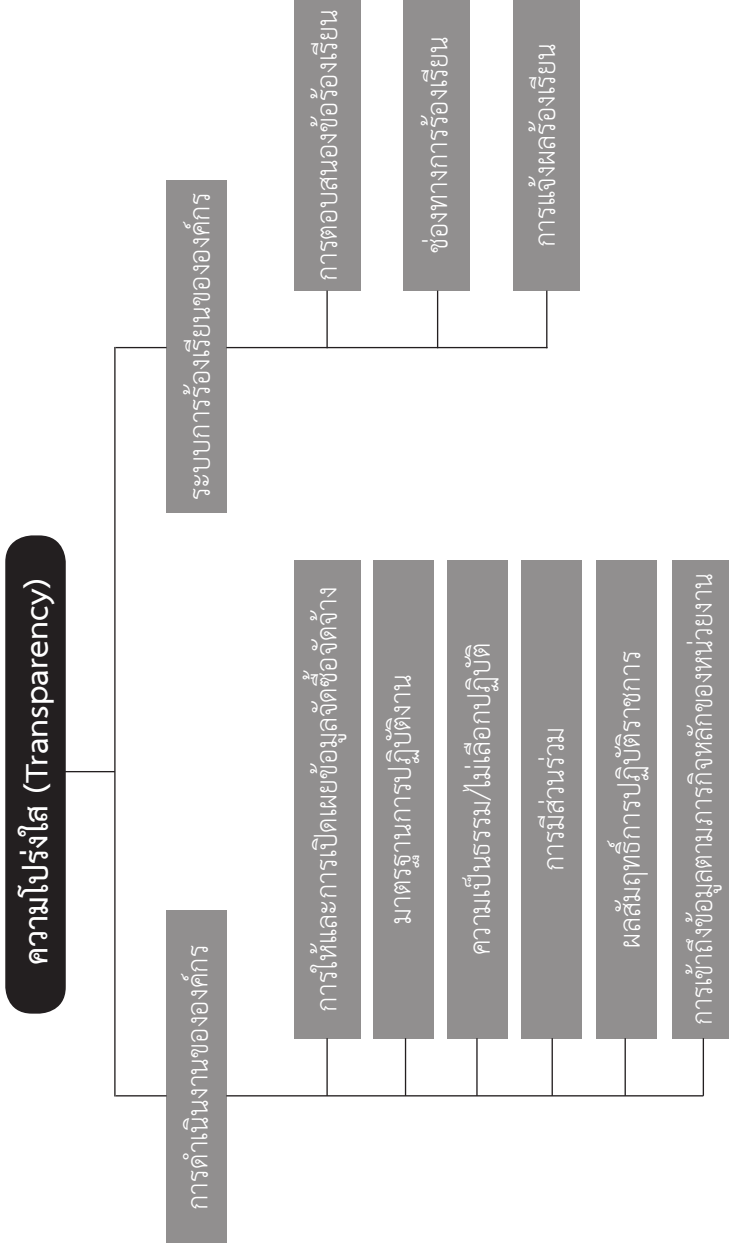 ความโปร่งใส (Transparency)
การดำเนินงานขององค์กร
การให้และการเปิดเผยข้อมูลจัดซื้อจัดจ้าง
มาตรฐานการปฏิบัติงาน
ความเป็นธรรม/ไม่เลือกปฏิบัติ
การมีส่วนร่วม
ผลสัมฤทธิ์การปฏิบัติราชการ
การเข้าถึงข้อมูลตามภารกิจหลักของหน่วยงาน
ระบบการร้องเรียนขององค์กร
การตอบสนองข้อร้องเรียน
ช่องทางการร้องเรียน
การแจ้งผลร้องเรียน